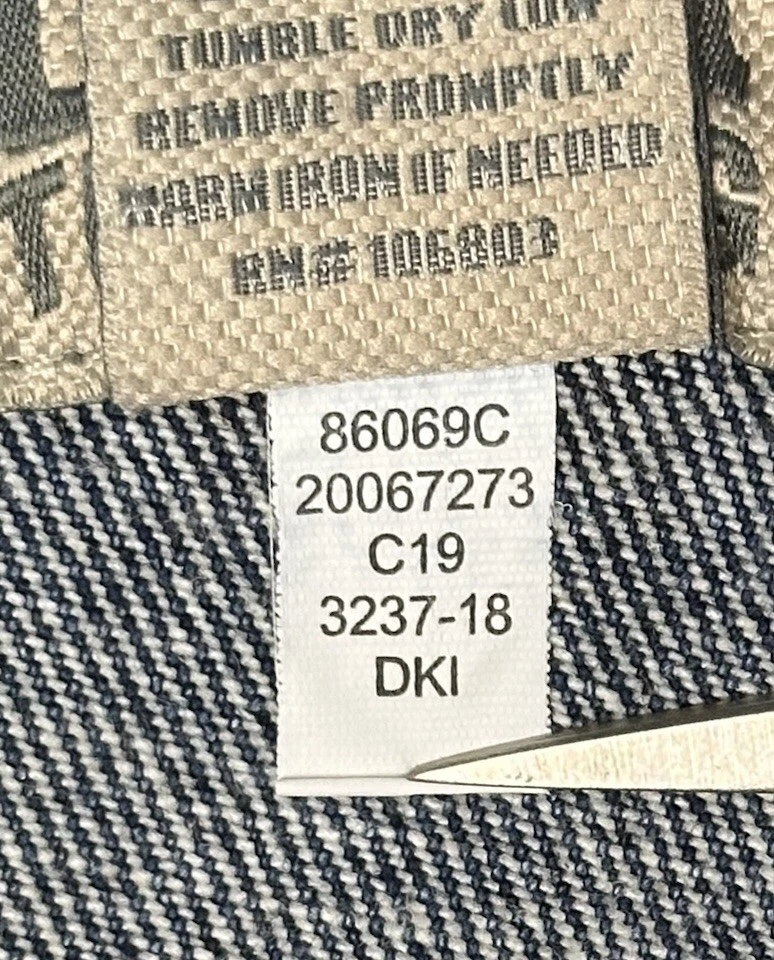 TUMBLE DRY LOW
REMOVE PROMPTLY
WARM IRON IF NEEDED
RN# 106803
86069C
20067273
C19
3237-18
DKI